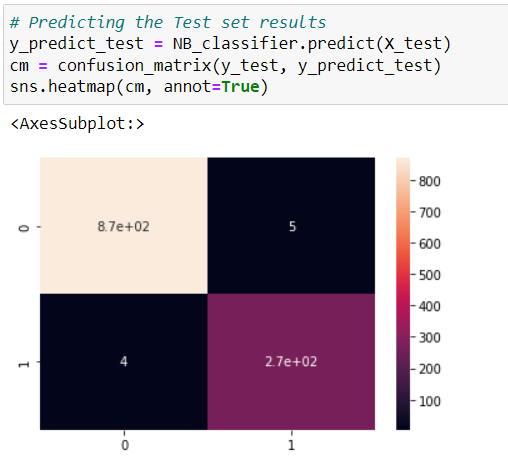 # Predicting the Test set results
y_predict_test = NB_classifier.predict(X_test)
cm = confusion_matrix(y_test, y_predict_test)
sns.heatmap(cm, annot=True)
<AxesSubplot:>
0
8.7e+02
5
1
4
2.7e+02
0
1
800
700
600
500
400
300
200
100